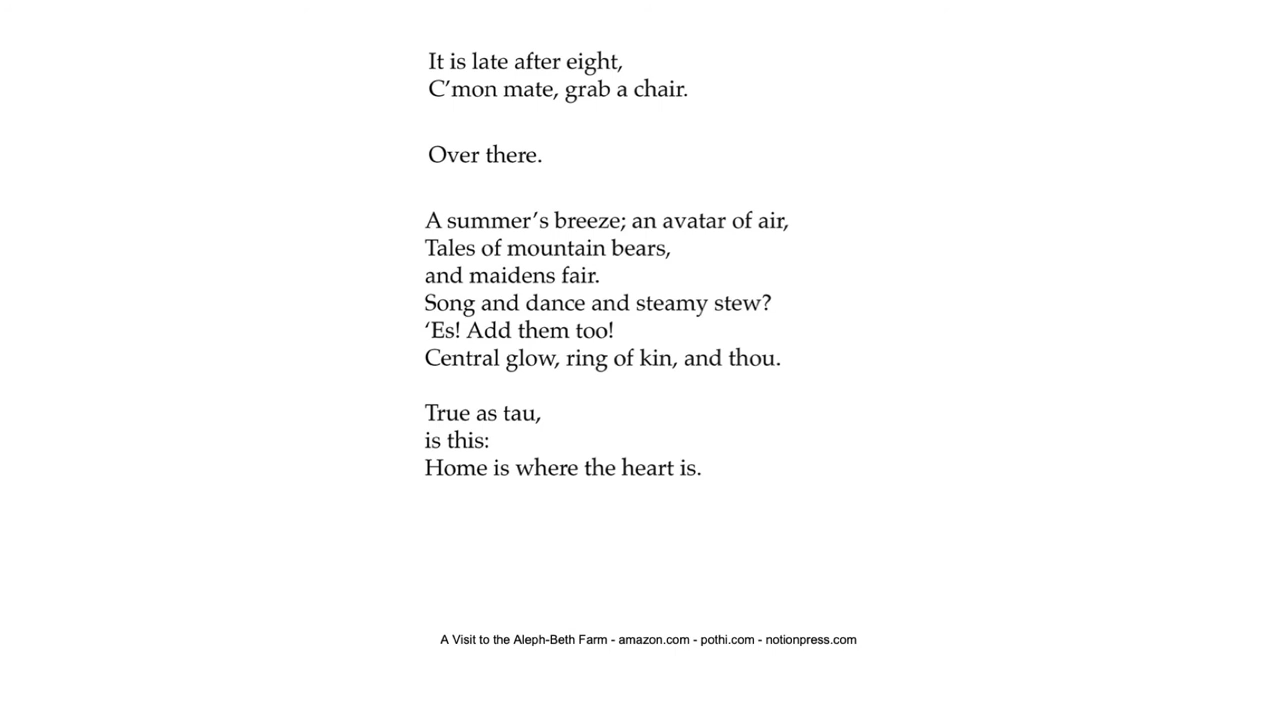 It is late after eight,
C’mon mate, grab a chair.
Over there.
A summer’s breeze; an avatar of air,
Tales of mountain bears,
and maidens fair.
Song and dance and steamy stew?
‘Es! Add them too!
Central glow, ring of kin, and thou.
True as tau,
is this:
Home is where the heart is.
A Visit to the Aleph-Beth Farm - amazon.com - pothi.com - notionpress.com